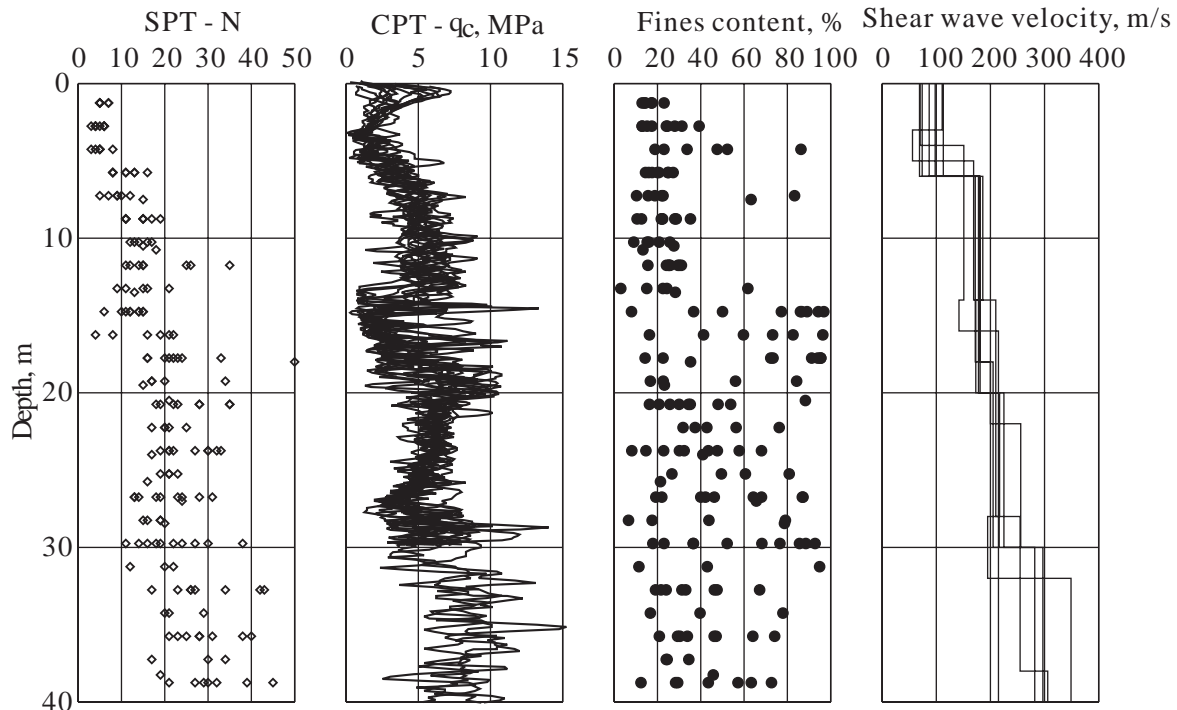 SPT - N
CPT - qc, MPa
Fines content, %
Shear wave velocity, m/s
0 10 20 30 40 50
0 5 10 15
0 20 40 60 80 100
0 100 200 300 400
0
10
20
30
40
Depth, m